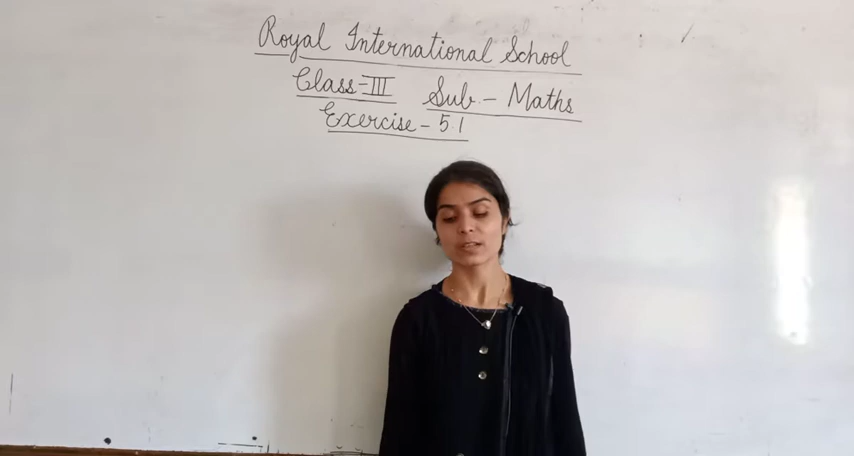 Royal International School
Class-III Sub.- Maths
Exercise - 5.1